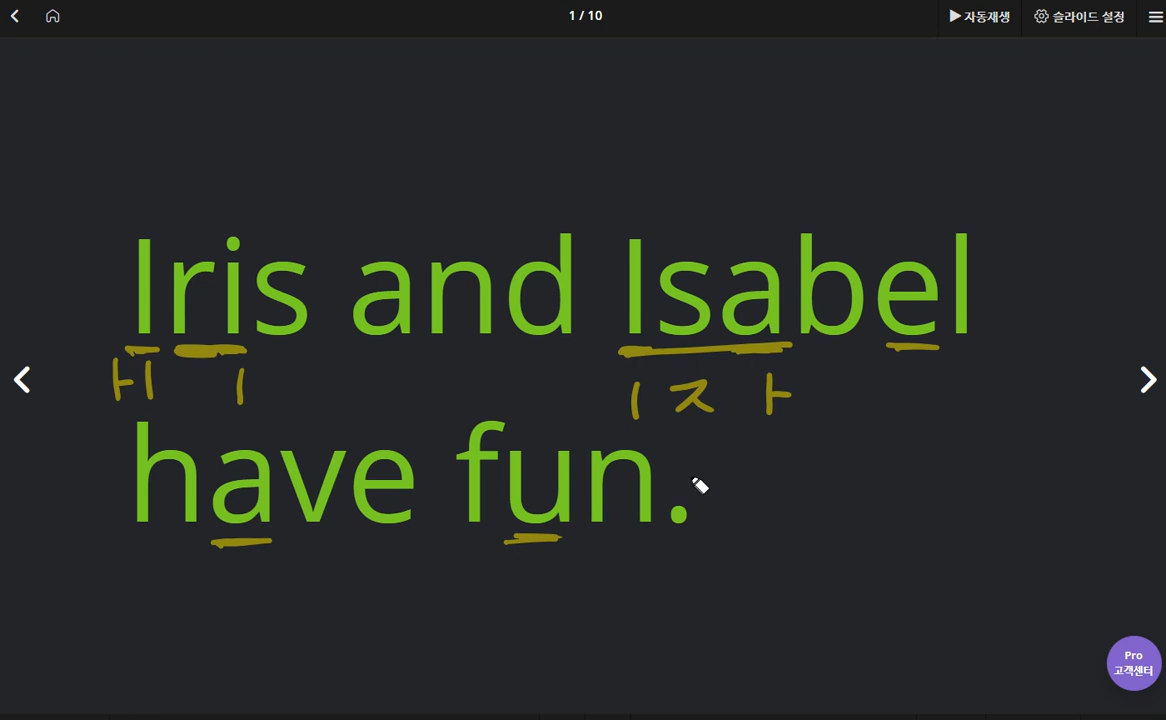 1 / 10
▶ 자동재생
슬라이드 설정
Iris and Isabel
ㅐ ㅣ ㅣ ㅈ ㅏ
have fun.
Pro
고객센터